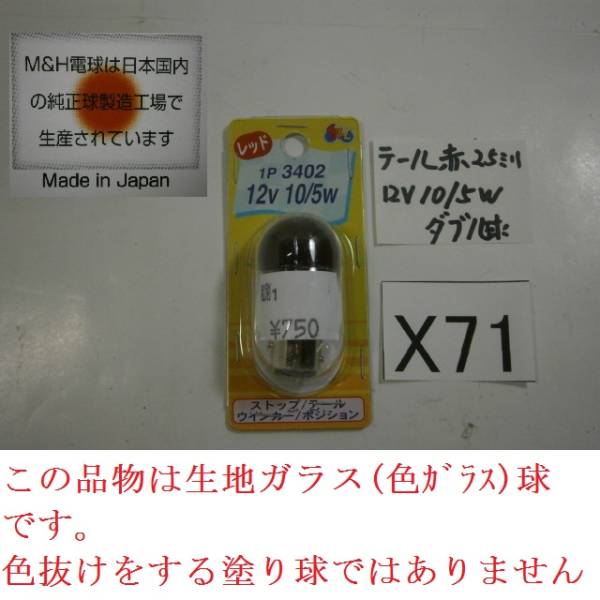 M&H電球は日本国内
の純正球製造工場で
生産されています
Made in Japan
レッド
1P 3402
12v 10/5w
1
¥750
ストップ/テール
ウインカー/ポジション
テール赤 25ミリ
12V 10/5W
ダブル球
X71
この品物は生地ガラス(色ｶﾞﾗｽ)球
です。
色抜けをする塗り球ではありません